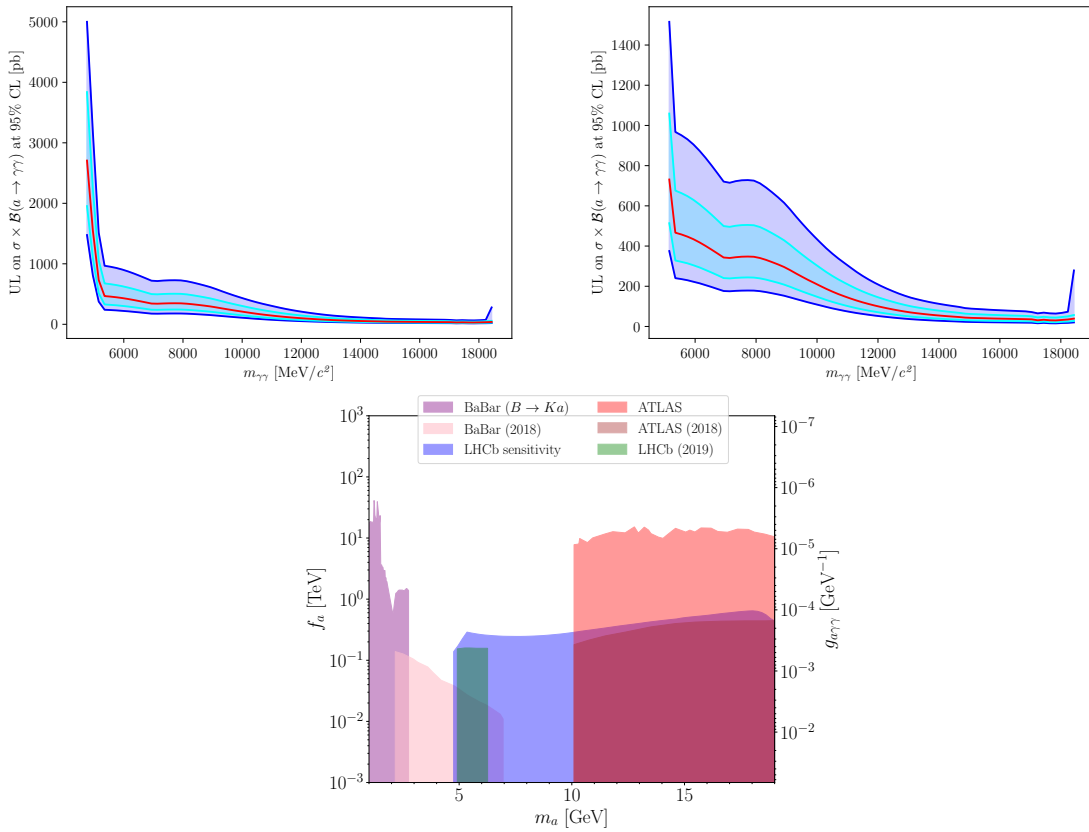 5000
4000
3000
2000
1000
0
UL on σ × ℬ(a → γγ) at 95% CL [pb]
6000 8000 10000 12000 14000 16000 18000
m_γγ [MeV/c²]
1400
1200
1000
800
600
400
200
0
UL on σ × ℬ(a → γγ) at 95% CL [pb]
6000 8000 10000 12000 14000 16000 18000
m_γγ [MeV/c²]
BaBar (B → Ka) ATLAS
BaBar (2018) ATLAS (2018)
LHCb sensitivity LHCb (2019)
10³
10²
10¹
10⁰
10⁻¹
10⁻²
10⁻³
f_a [TeV]
10⁻⁷
10⁻⁶
10⁻⁵
10⁻⁴
10⁻³
10⁻²
g_aγγ [GeV⁻¹]
5 10 15
m_a [GeV]